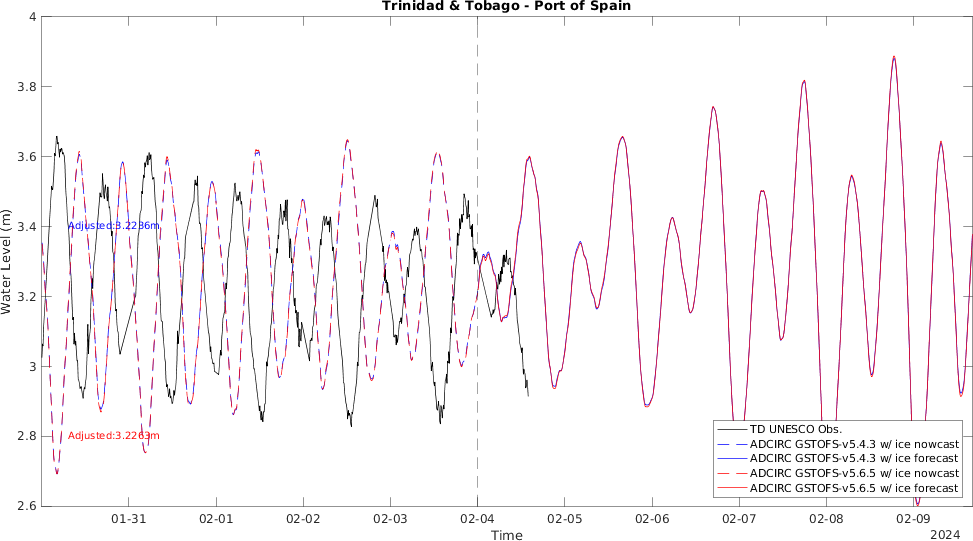 Trinidad & Tobago - Port of Spain
4
3.8
3.6
3.4
3.2
3
2.8
2.6
Water Level (m)
Adjusted:3.2236m
Adjusted:3.2263m
TD UNESCO Obs.
ADCIRC GSTOFS-v5.4.3 w/ ice nowcast
ADCIRC GSTOFS-v5.4.3 w/ ice forecast
ADCIRC GSTOFS-v5.6.5 w/ ice nowcast
ADCIRC GSTOFS-v5.6.5 w/ ice forecast
01-31 02-01 02-02 02-03 02-04 02-05 02-06 02-07 02-08 02-09
Time 2024